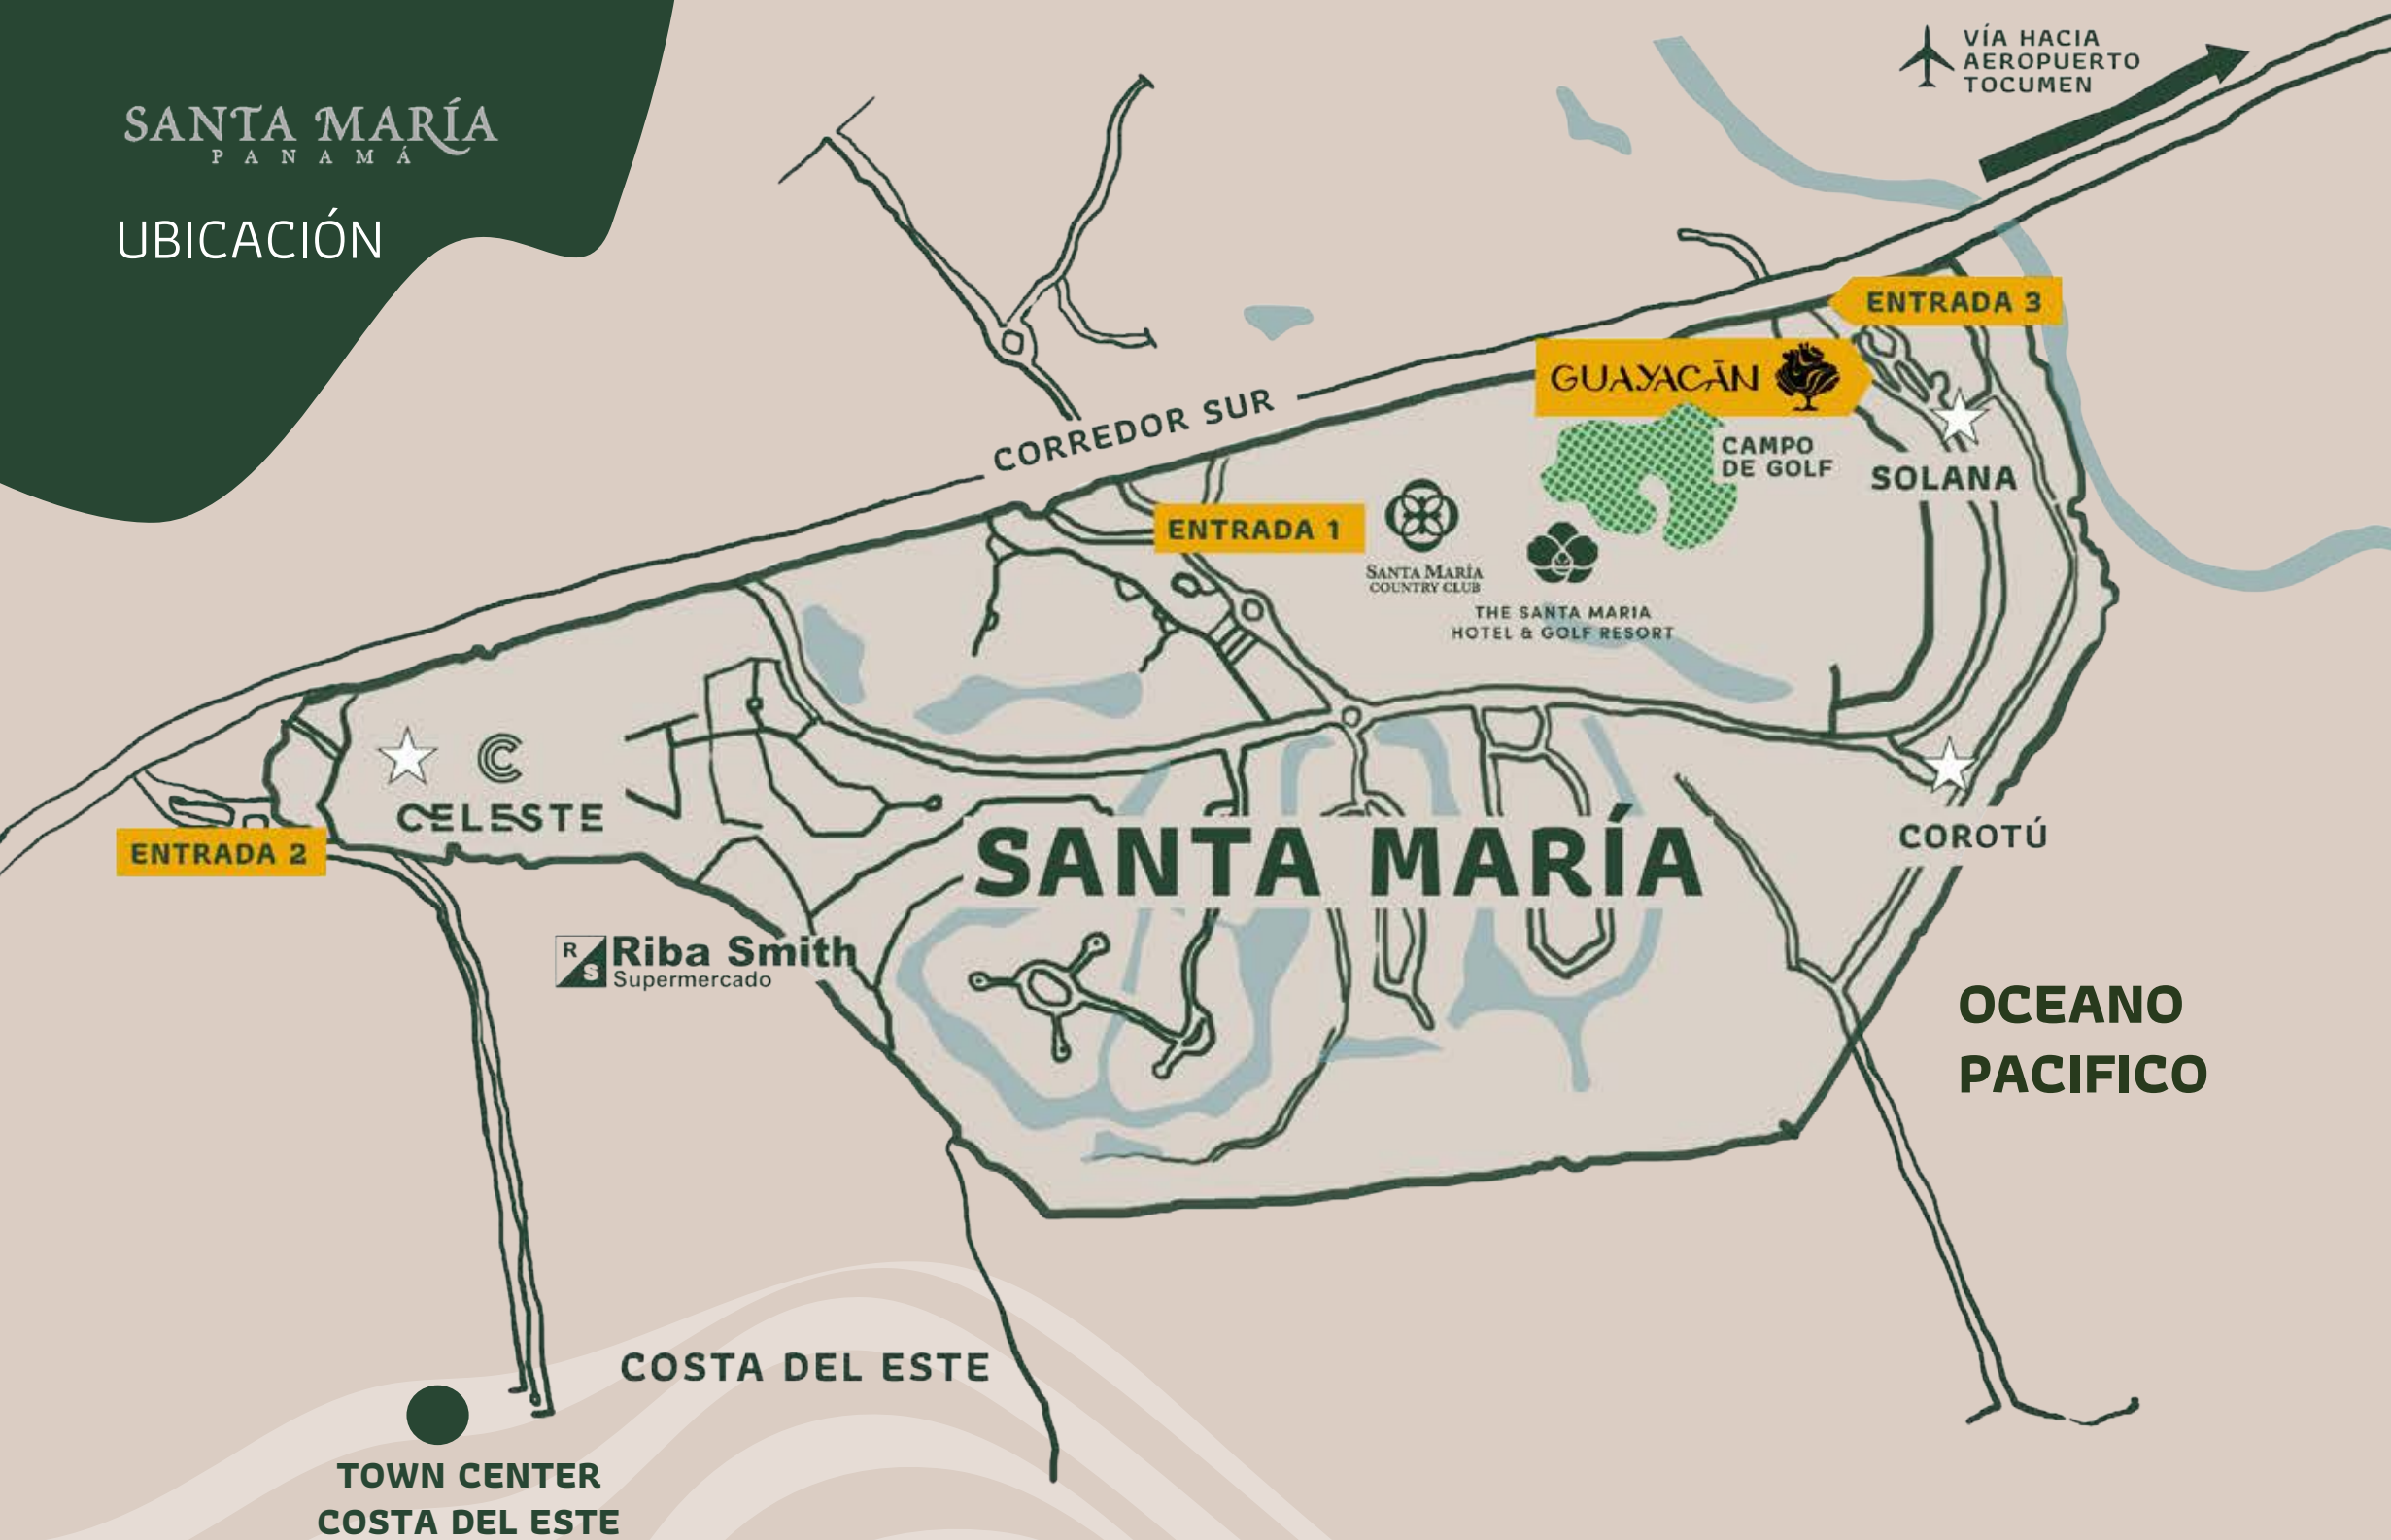 SANTA MARÍA
PANAMÁ
UBICACIÓN
VÍA HACIA
AEROPUERTO
TOCUMEN
ENTRADA 3
GUAYACĀN
CORREDOR SUR
CAMPO
DE GOLF
SOLANA
ENTRADA 1
SANTA MARÍA
COUNTRY CLUB
THE SANTA MARIA
HOTEL & GOLF RESORT
C
CELESTE
ENTRADA 2
SANTA MARÍA
COROTÚ
R
S
Riba Smith
Supermercado
OCEANO
PACIFICO
COSTA DEL ESTE
TOWN CENTER
COSTA DEL ESTE